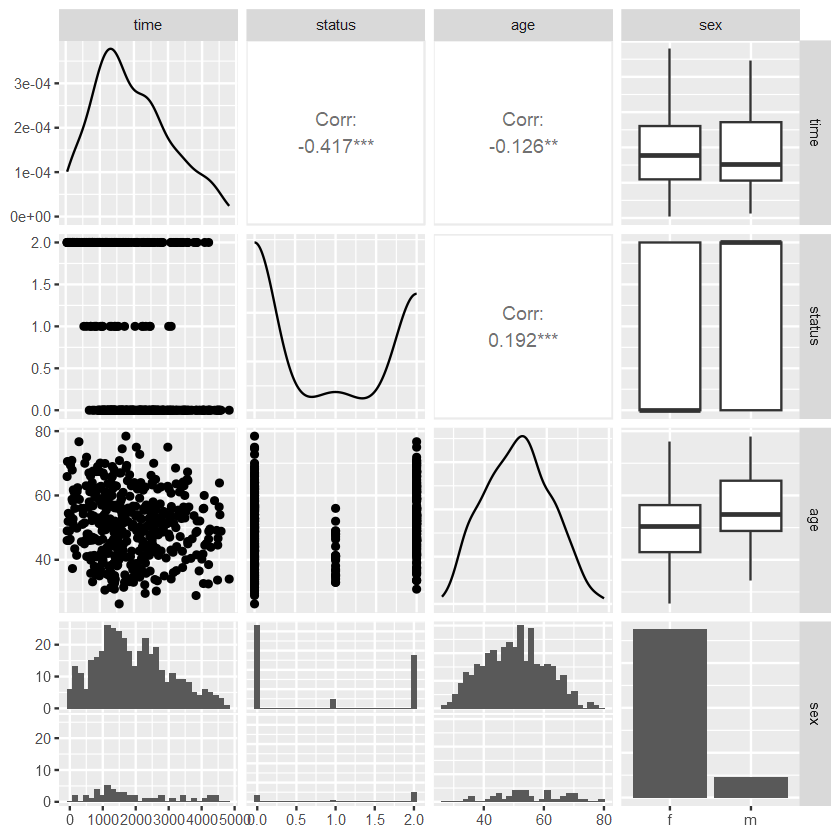 time status age sex
3e-04
2e-04
1e-04
0e+00
Corr:
-0.417***
Corr:
-0.126**
time
2.0
1.5
1.0
0.5
0.0
Corr:
0.192***
status
80
60
40
age
20
10
0
20
10
0
sex
0 1000 2000 3000 4000 5000
0.0 0.5 1.0 1.5 2.0
40 60 80
f m